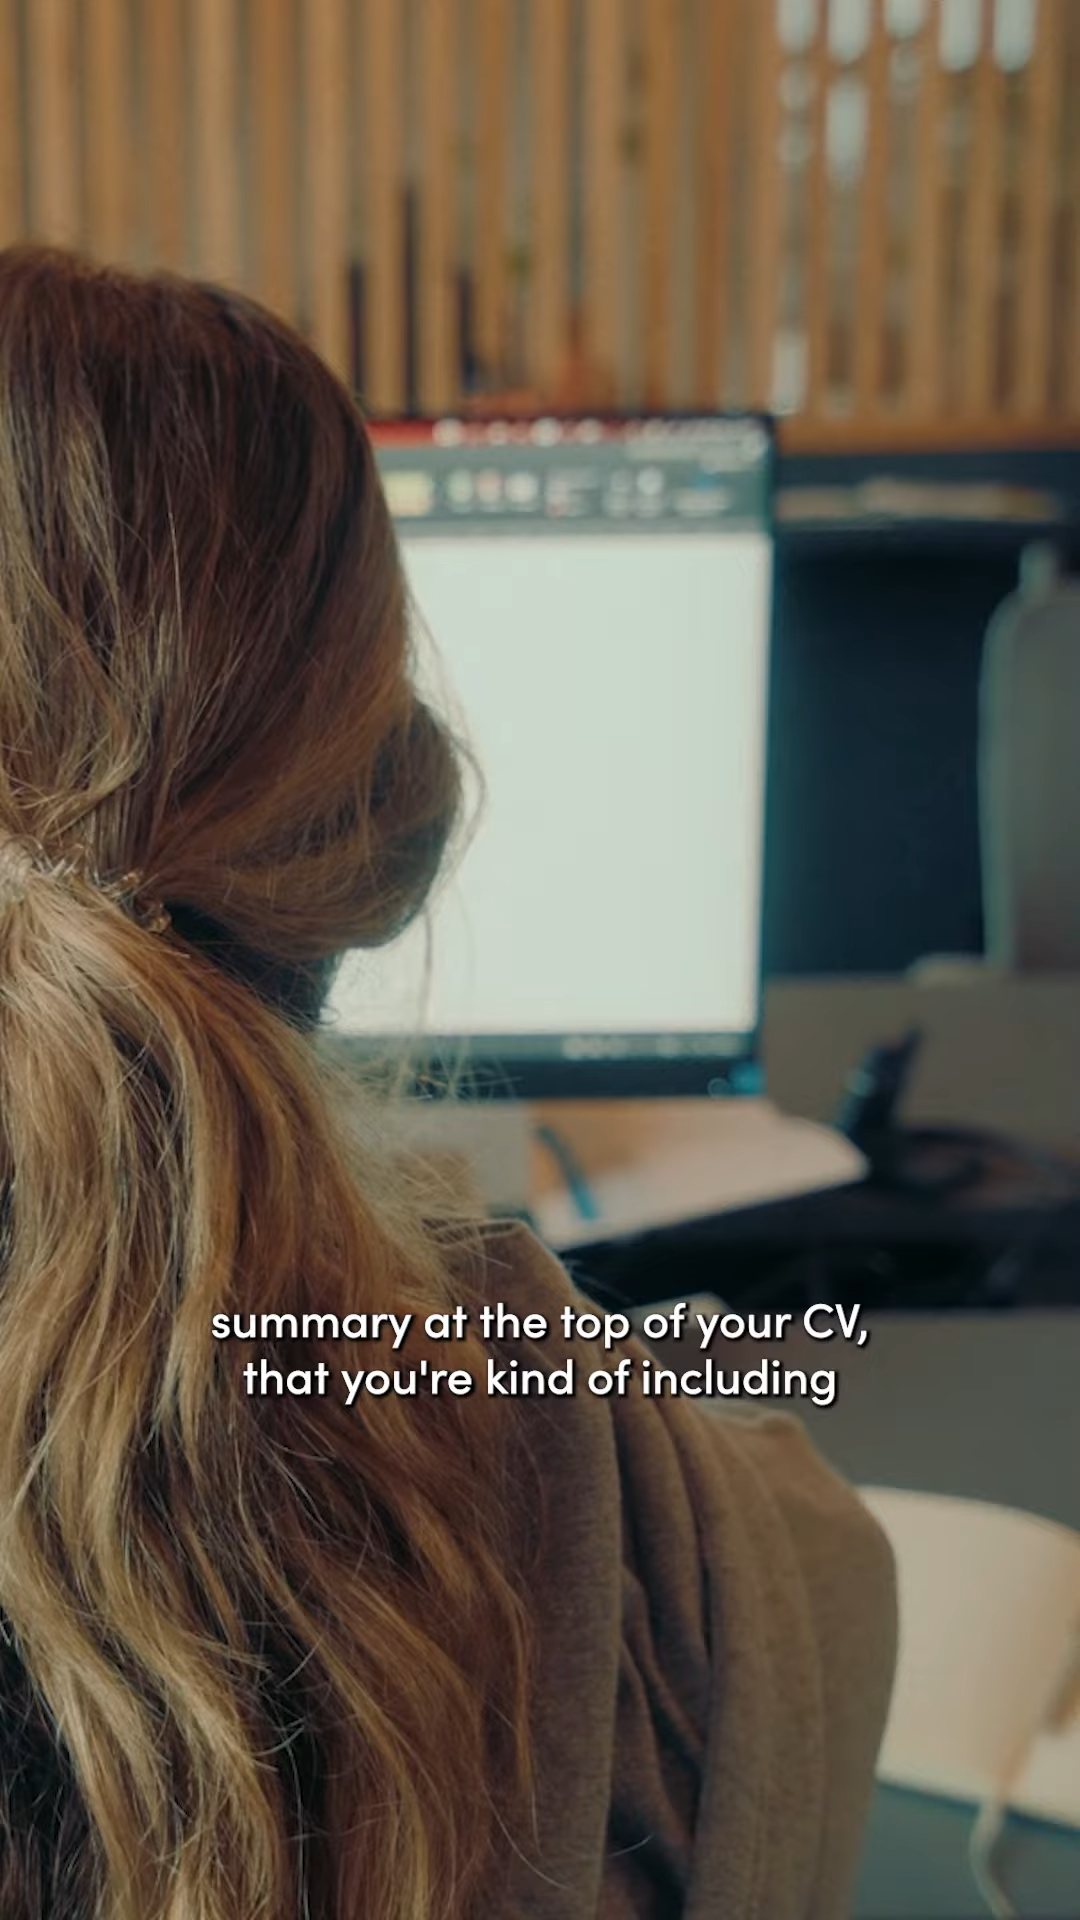 summary at the top of your CV,
that you're kind of including